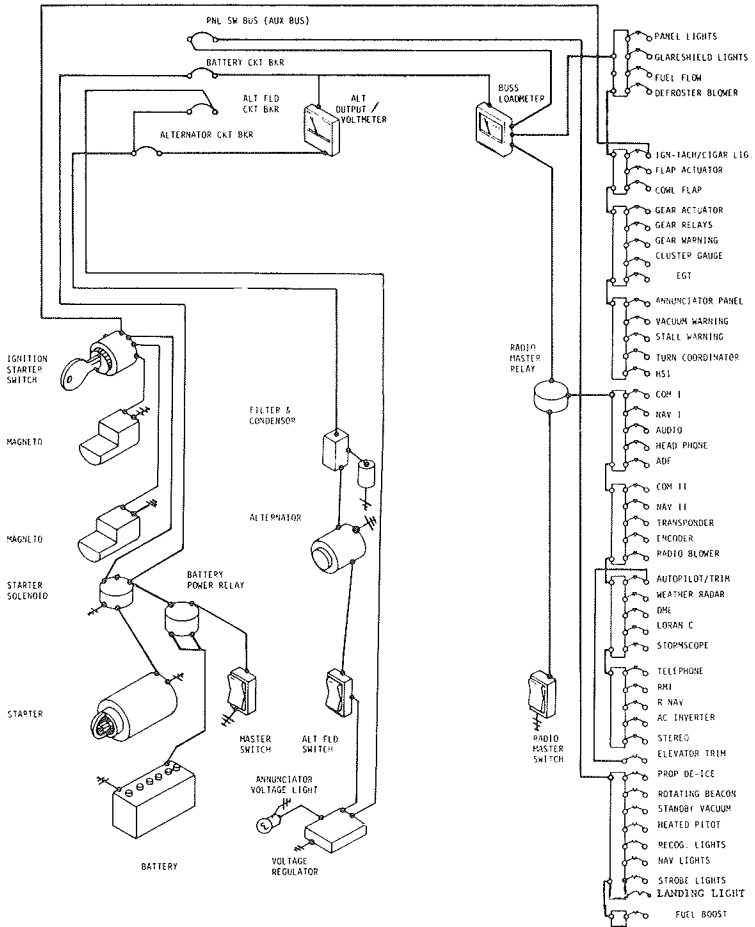 PNL SW BUS (AUX BUS)
BATTERY CKT BKR
ALT FLD
CKT BKR
ALTERNATOR CKT BKR
ALT
OUTPUT /
VOLTMETER
BUSS
LOADMETER
PANEL LIGHTS
GLARESHIELD LIGHTS
FUEL FLOW
DEFROSTER BLOWER
IGN-TACH/CIGAR LIG.
FLAP ACTUATOR
COWL FLAP
GEAR ACTUATOR
GEAR RELAYS
GEAR WARNING
CLUSTER GAUGE
EGT
ANNUNCIATOR PANEL
VACUUM WARNING
STALL WARNING
TURN COORDINATOR
HSI
IGNITION
STARTER
SWITCH
MAGNETO
MAGNETO
STARTER
SOLENOID
BATTERY
POWER RELAY
STARTER
MASTER
SWITCH
BATTERY
FILTER &
CONDENSOR
ALTERNATOR
ALT FLD
SWITCH
ANNUNCIATOR
VOLTAGE LIGHT
VOLTAGE
REGULATOR
RADIO
MASTER
RELAY
RADIO
MASTER
SWITCH
COM I
NAV I
AUDIO
HEAD PHONE
ADF
COM II
NAV II
TRANSPONDER
ENCODER
RADIO BLOWER
AUTOPILOT/TRIM
WEATHER RADAR
DME
LORAN C
STORMSCOPE
TELEPHONE
RMI
R NAV
AC INVERTER
STEREO
ELEVATOR TRIM
PROP DE-ICE
ROTATING BEACON
STANDBY VACUUM
HEATED PITOT
RECOG. LIGHTS
NAV LIGHTS
STROBE LIGHTS
LANDING LIGHT
FUEL BOOST